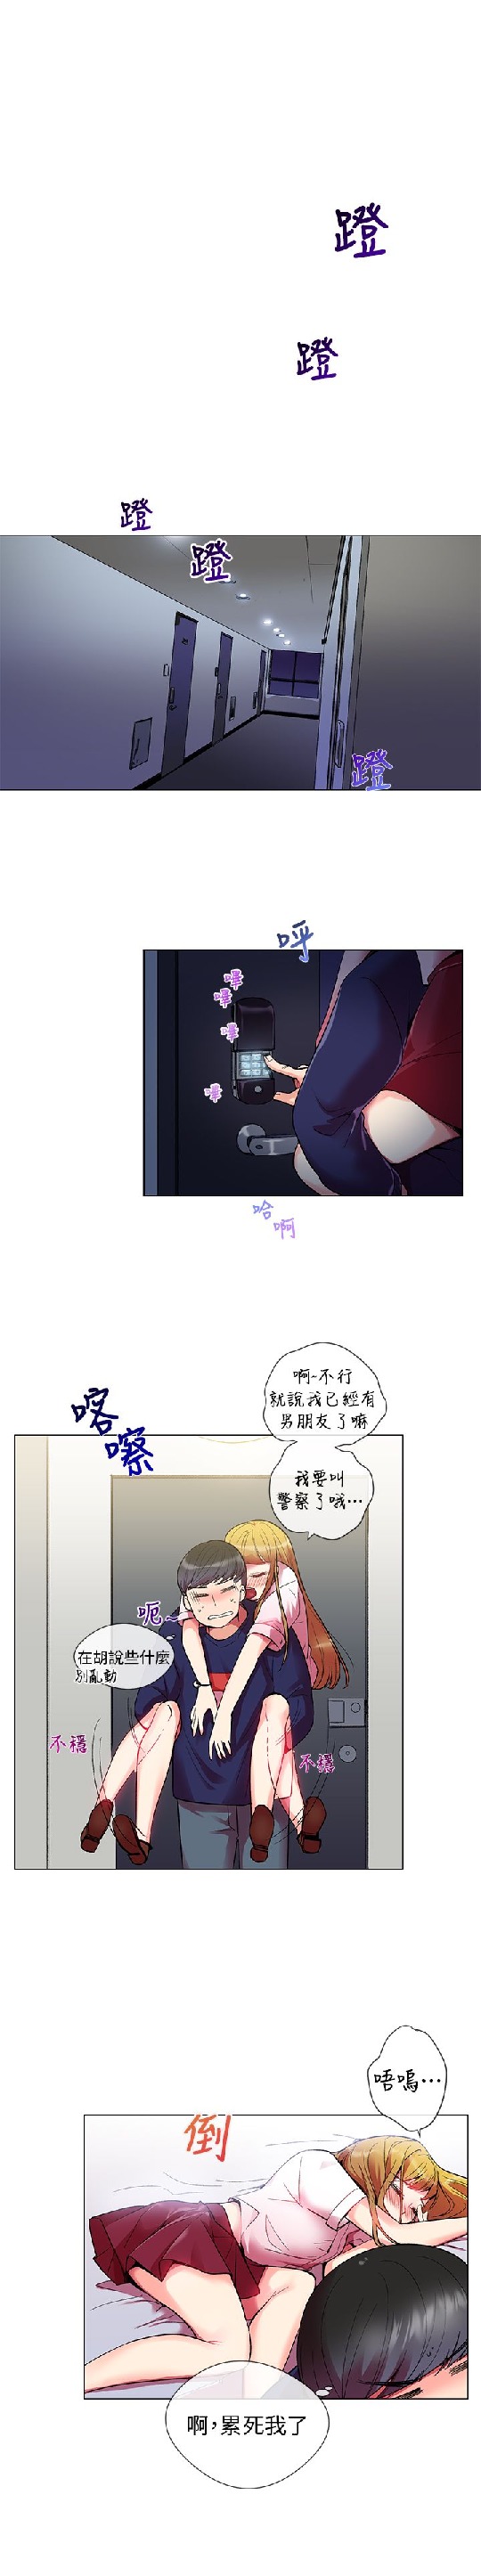 蹬
蹬
蹬
蹬
蹬
呼
嗶
嗶
嗶
嗶
哈
啊
啊~不行
就說我已經有
男朋友了嘛
喀
嚓
我要叫
警察了哦…
呃~
在胡說些什麼
別亂動
不穩
不穩
唔嗚…
倒
啊,累死我了